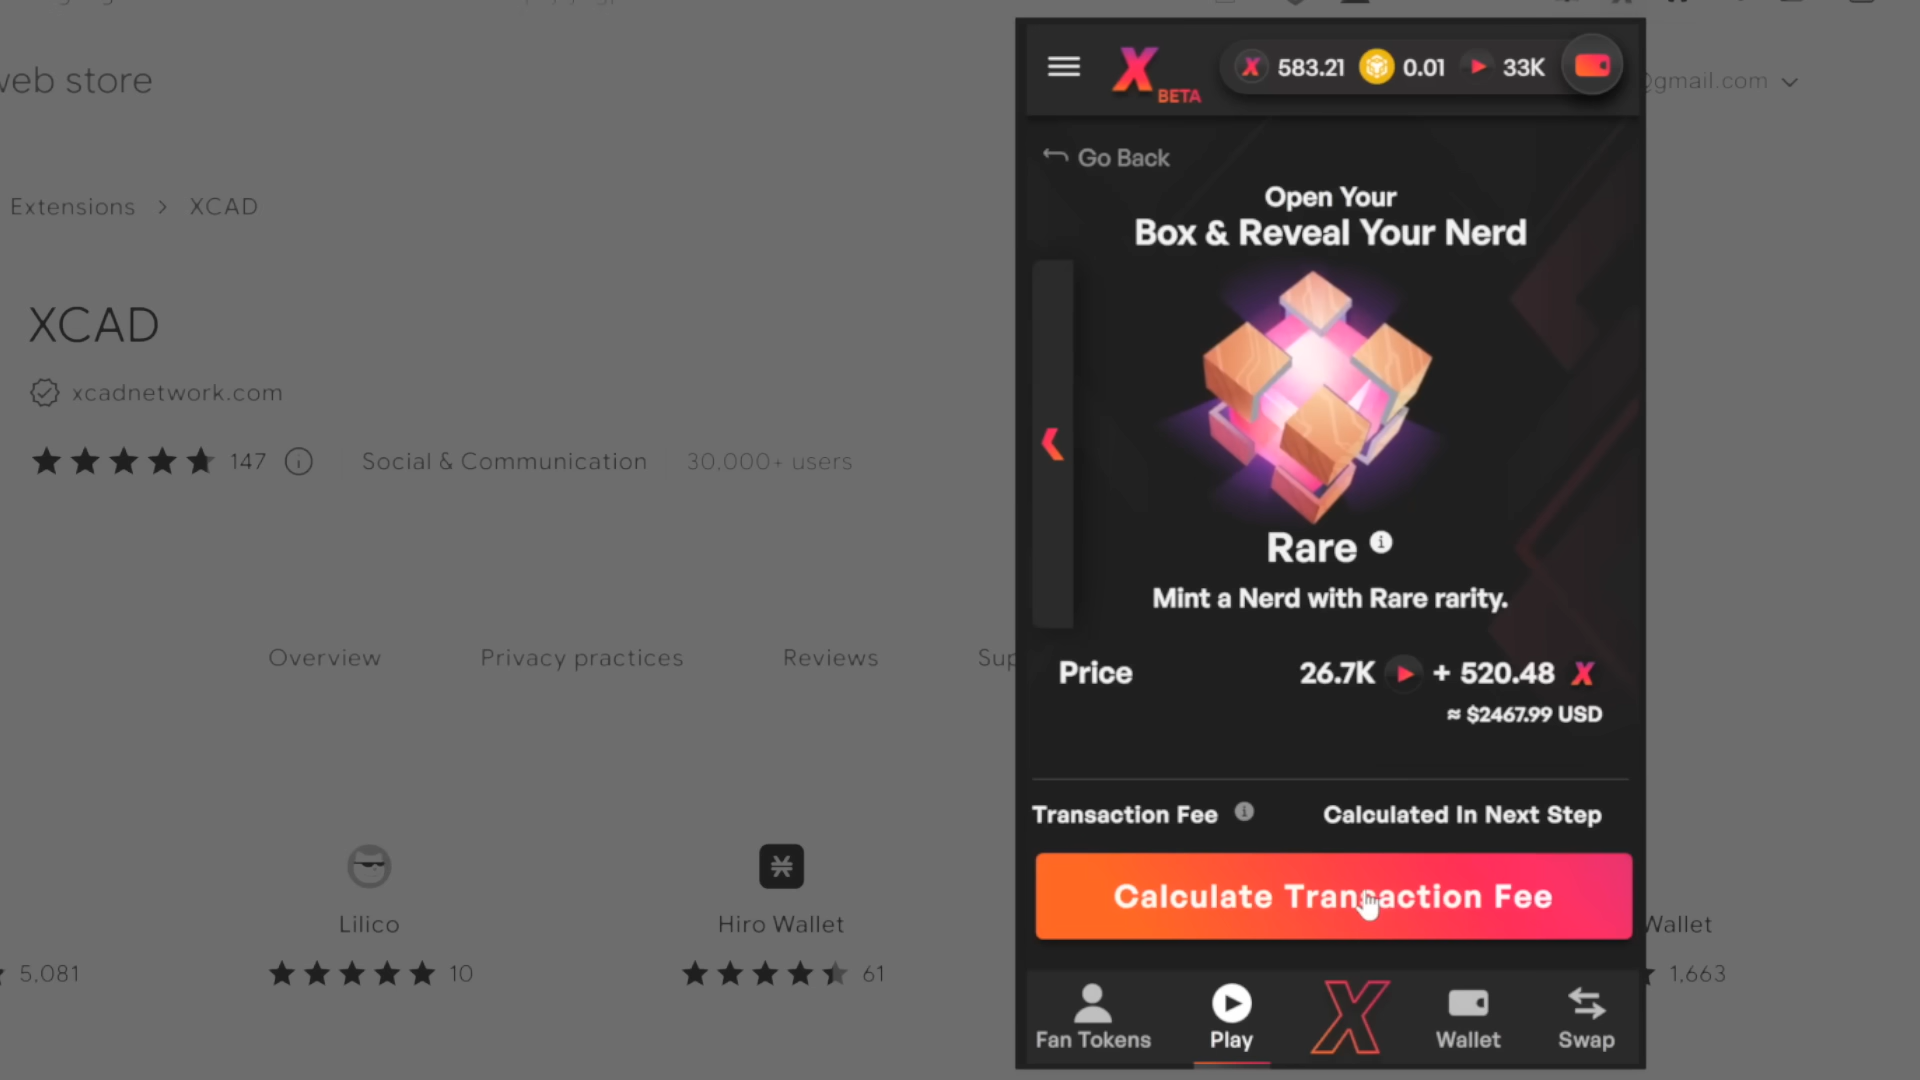 web store
Extensions > XCAD
XCAD
xcadnetwork.com
147
Social & Communication
30,000+ users
Overview
Privacy practices
Reviews
Lilico
10
Hiro Wallet
61
5,081
Wallet
1,663
@gmail.com
X BETA
583.21
0.01
33K
Go Back
Open Your
Box & Reveal Your Nerd
Rare
Mint a Nerd with Rare rarity.
Price
26.7K + 520.48 X
≈ $2467.99 USD
Transaction Fee
Calculated In Next Step
Calculate Transaction Fee
Fan Tokens
Play
X
Wallet
Swap